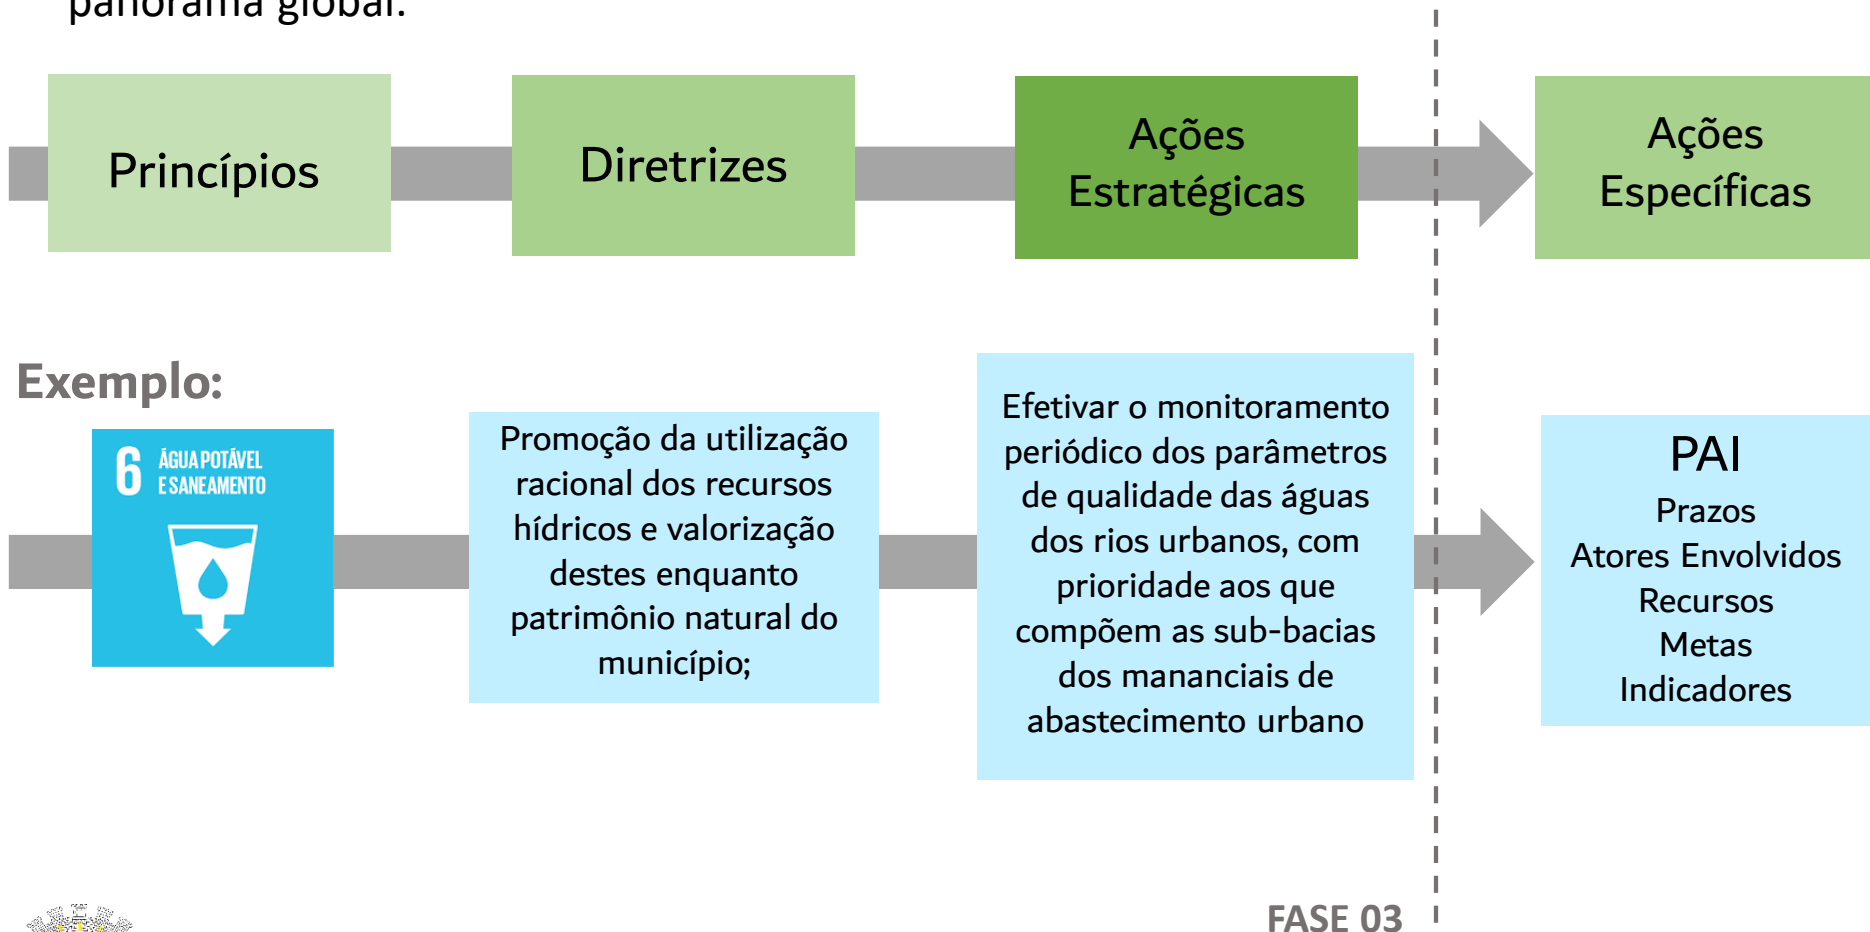 panorama global.
Princípios
Diretrizes
Ações
Estratégicas
Ações
Específicas
Exemplo:
6 ÁGUA POTÁVEL
E SANEAMENTO
Promoção da utilização
racional dos recursos
hídricos e valorização
destes enquanto
patrimônio natural do
município;
Efetivar o monitoramento
periódico dos parâmetros
de qualidade das águas
dos rios urbanos, com
prioridade aos que
compõem as sub-bacias
dos mananciais de
abastecimento urbano
PAI
Prazos
Atores Envolvidos
Recursos
Metas
Indicadores
FASE 03